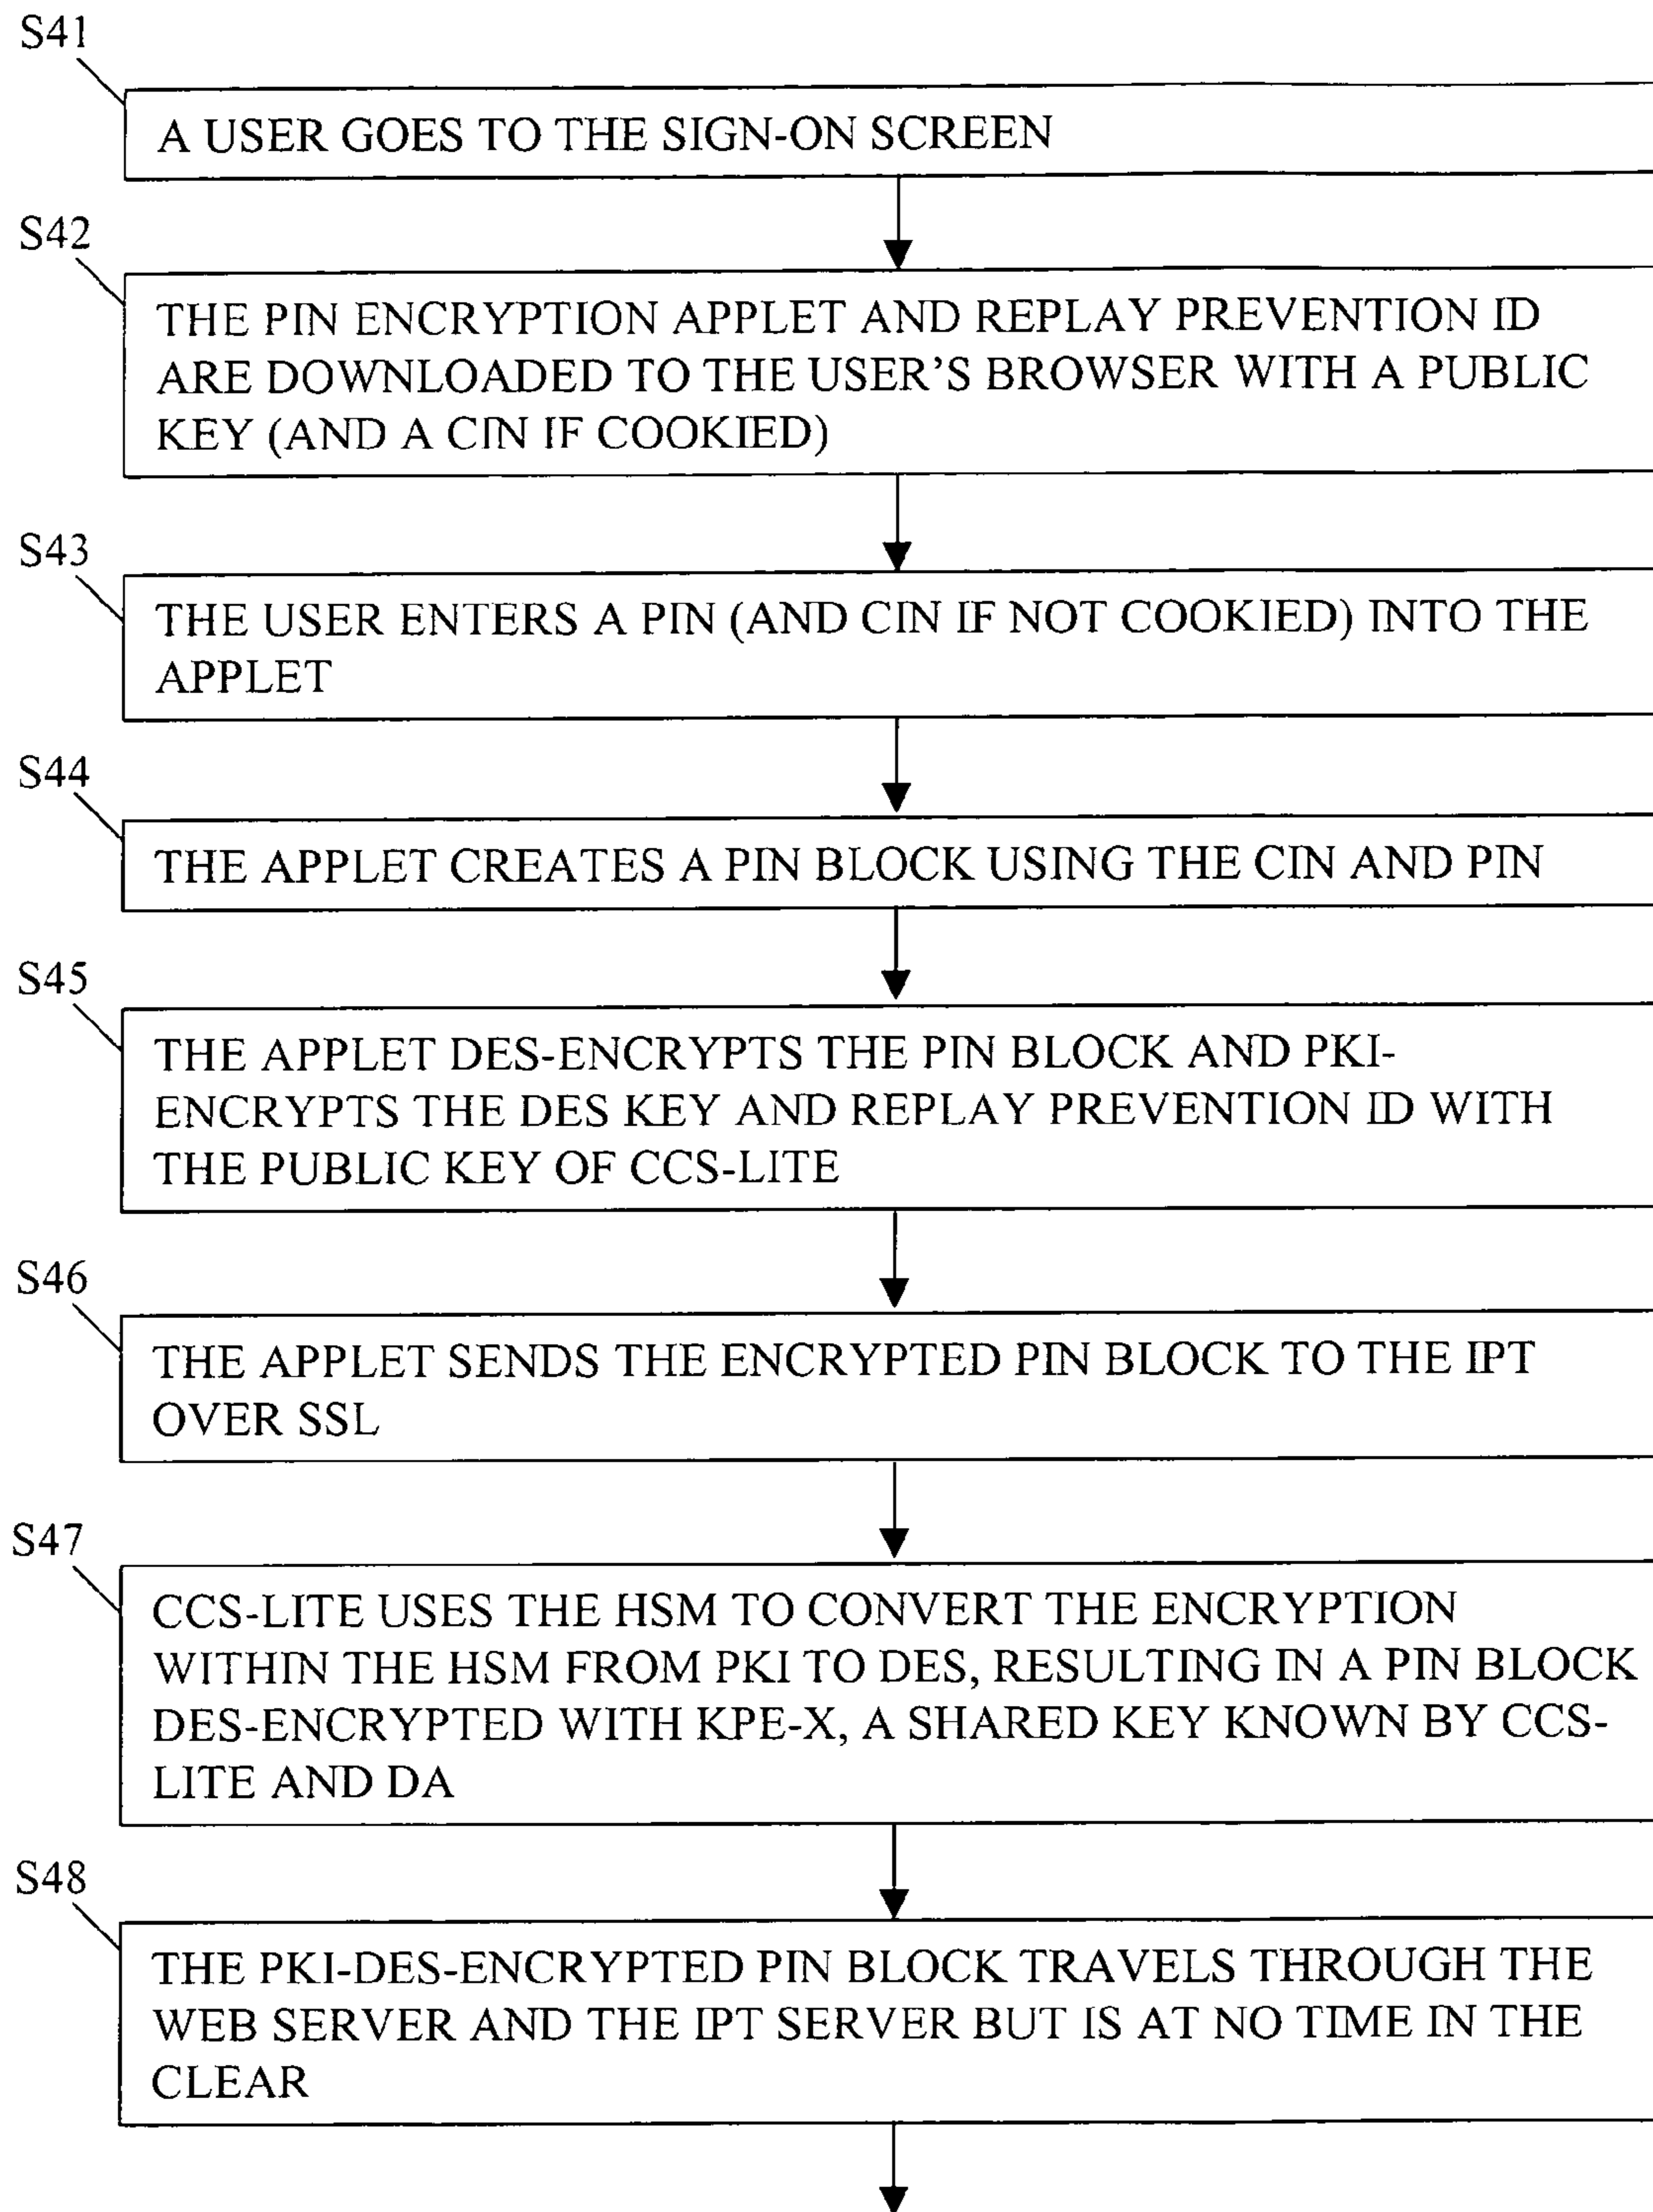 S41
A USER GOES TO THE SIGN-ON SCREEN
S42
THE PIN ENCRYPTION APPLET AND REPLAY PREVENTION ID
ARE DOWNLOADED TO THE USER'S BROWSER WITH A PUBLIC
KEY (AND A CIN IF COOKIED)
S43
THE USER ENTERS A PIN (AND CIN IF NOT COOKIED) INTO THE
APPLET
S44
THE APPLET CREATES A PIN BLOCK USING THE CIN AND PIN
S45
THE APPLET DES-ENCRYPTS THE PIN BLOCK AND PKI-
ENCRYPTS THE DES KEY AND REPLAY PREVENTION ID WITH
THE PUBLIC KEY OF CCS-LITE
S46
THE APPLET SENDS THE ENCRYPTED PIN BLOCK TO THE IPT
OVER SSL
S47
CCS-LITE USES THE HSM TO CONVERT THE ENCRYPTION
WITHIN THE HSM FROM PKI TO DES, RESULTING IN A PIN BLOCK
DES-ENCRYPTED WITH KPE-X, A SHARED KEY KNOWN BY CCS-
LITE AND DA
S48
THE PKI-DES-ENCRYPTED PIN BLOCK TRAVELS THROUGH THE
WEB SERVER AND THE IPT SERVER BUT IS AT NO TIME IN THE
CLEAR